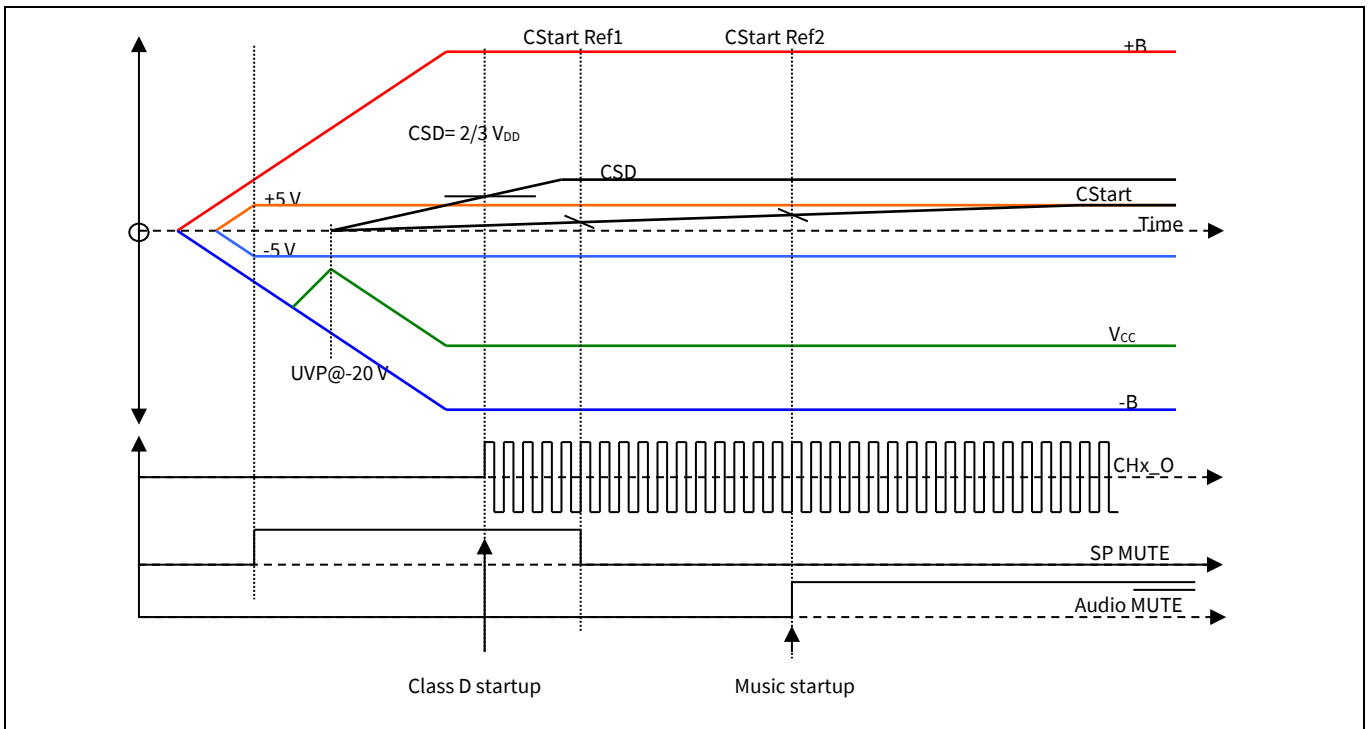 CStart Ref1
CStart Ref2
+B
CSD= 2/3 VDD
CSD
+5 V
CStart
Time
-5 V
VCC
UVP@-20 V
-B
CHx_O
SP MUTE
Audio MUTE
Class D startup
Music startup